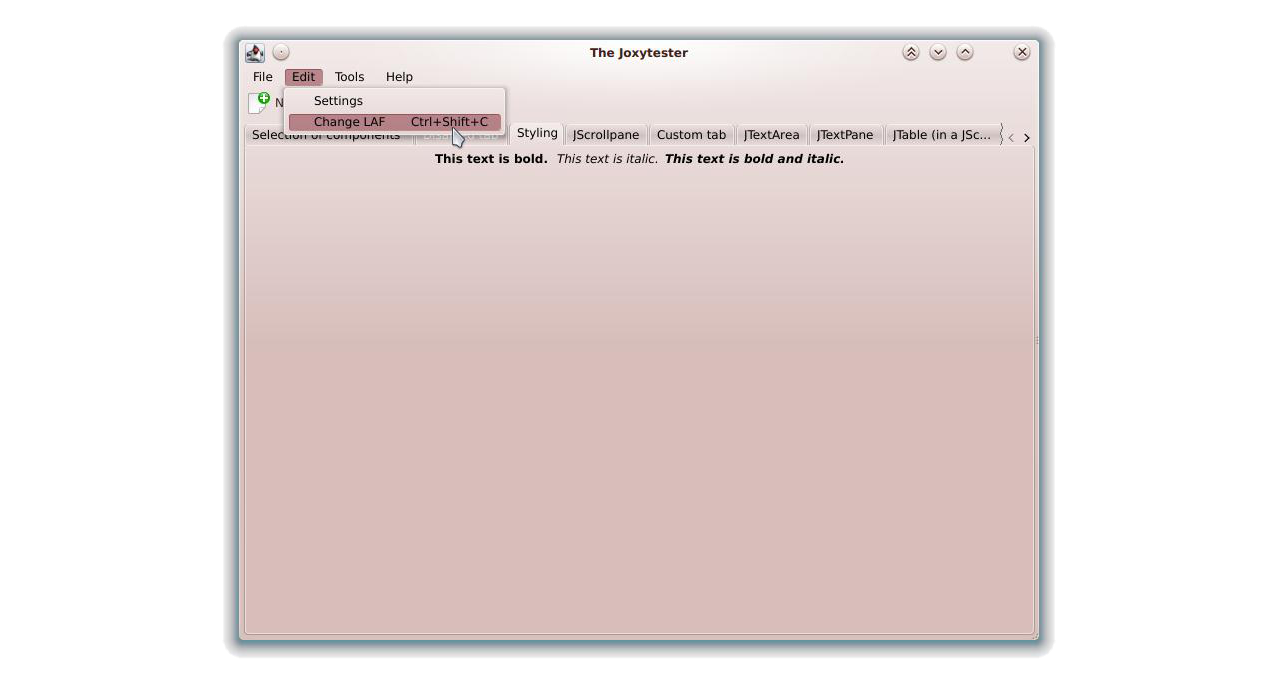 The Joxytester
File Edit Tools Help
Settings
Change LAF Ctrl+Shift+C
Selection of components Styling JScrollpane Custom tab JTextArea JTextPane JTable (in a JSc...
This text is bold. This text is italic. This text is bold and italic.